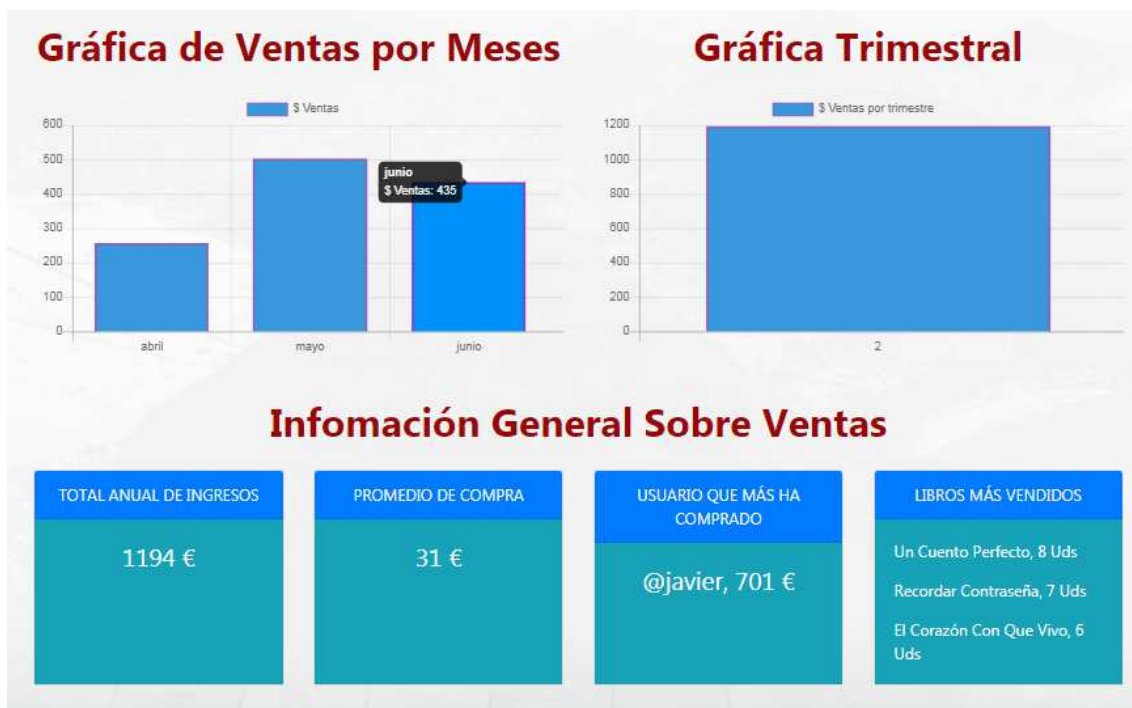 Gráfica de Ventas por Meses
$ Ventas
600
500
400
300
200
100
0
junio
$ Ventas: 435
abril
mayo
junio
Gráfica Trimestral
$ Ventas por trimestre
1200
1000
800
600
400
200
0
2
Infomación General Sobre Ventas
TOTAL ANUAL DE INGRESOS
1194 €
PROMEDIO DE COMPRA
31 €
USUARIO QUE MÁS HA
COMPRADO
@javier, 701 €
LIBROS MÁS VENDIDOS
Un Cuento Perfecto, 8 Uds
Recordar Contraseña, 7 Uds
El Corazón Con Que Vivo, 6
Uds